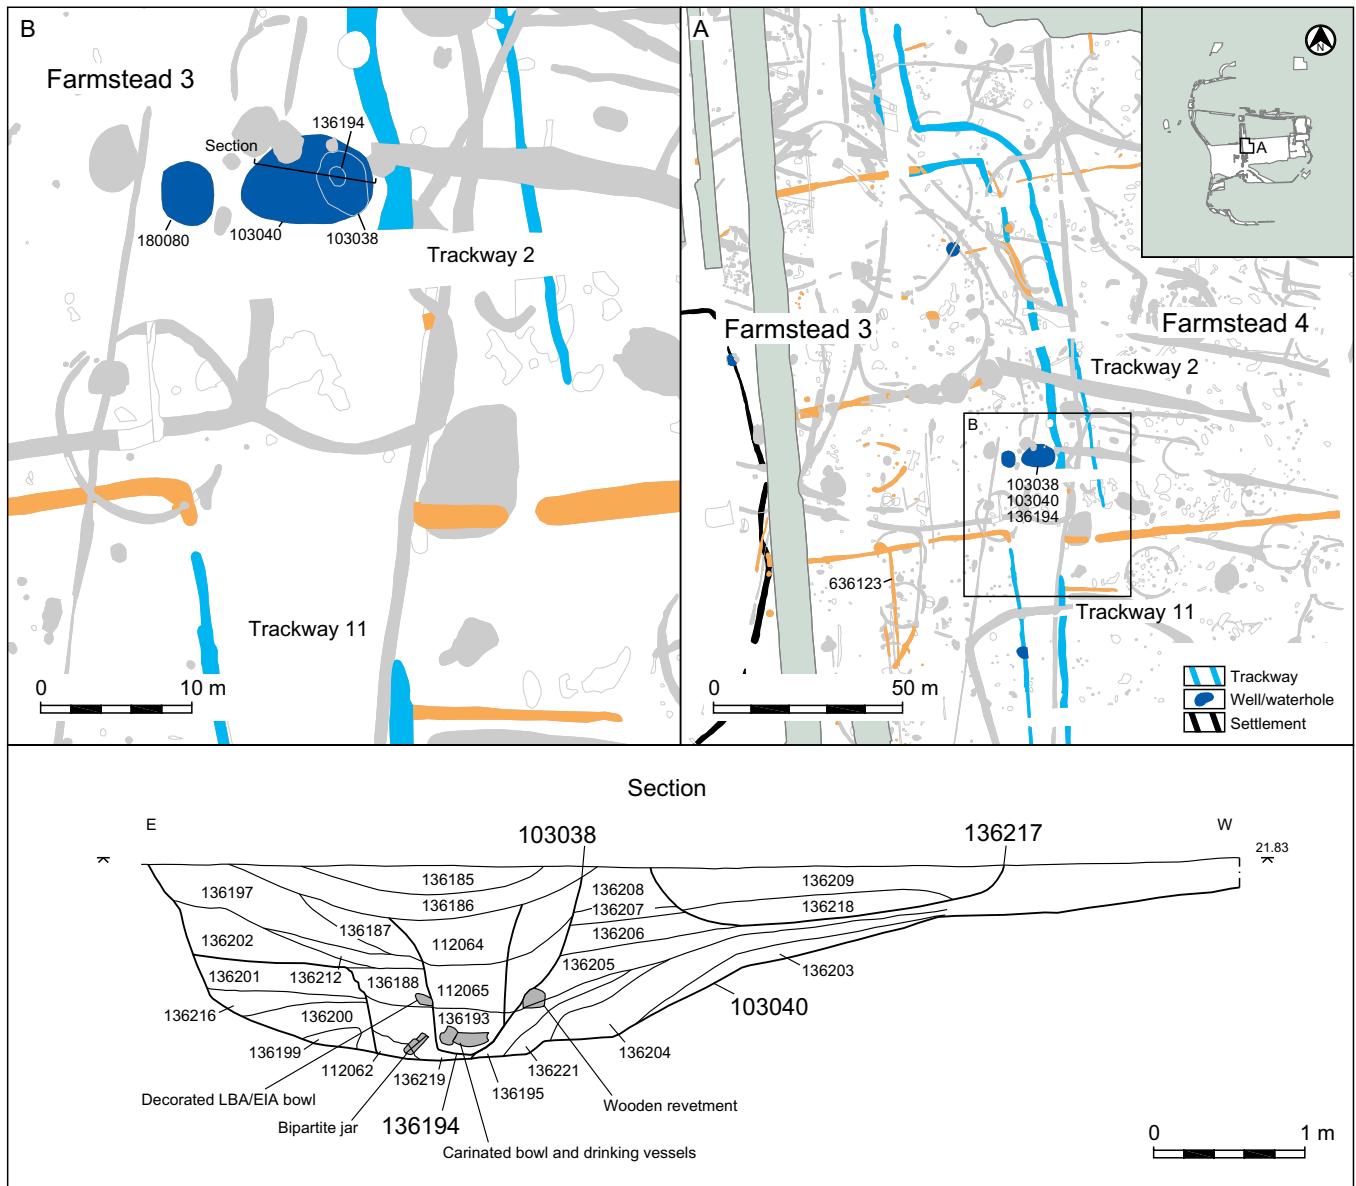 B
Farmstead 3
136194
Section
180080
103040
103038
Trackway 2
Trackway 11
0 10 m
A
N
A
Farmstead 3
Farmstead 4
Trackway 2
B
103038
103040
136194
636123
Trackway 11
0 50 m
Trackway
Well/waterhole
Settlement
Section
E
103038
136217
W
21.83
136185
136209
136197
136208
136186
136218
136207
136187
136206
136202
112064
136205
136203
136201
136212
136188
112065
103040
136216
136200
136193
136199
136204
112062
136219
136221
136195
Decorated LBA/EIA bowl
Wooden revetment
Bipartite jar
136194
Carinated bowl and drinking vessels
0 1 m